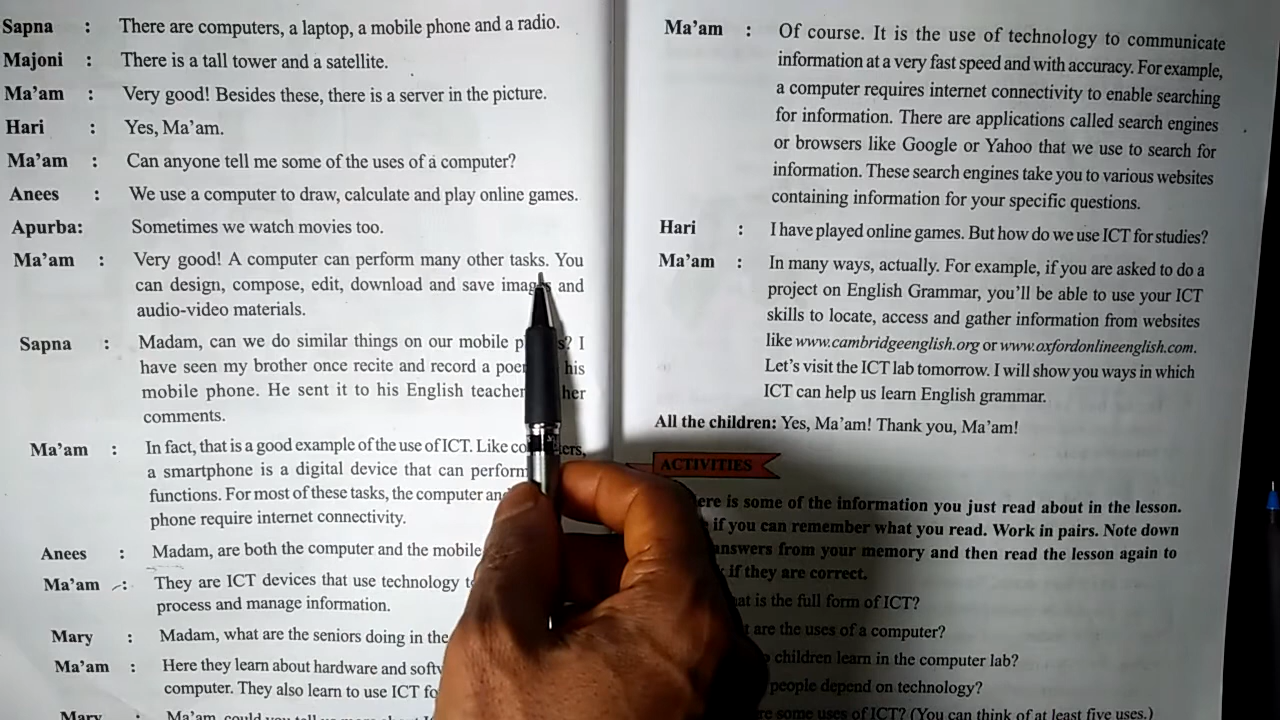 Sapna : There are computers, a laptop, a mobile phone and a radio.
Majoni : There is a tall tower and a satellite.
Ma'am : Very good! Besides these, there is a server in the picture.
Hari : Yes, Ma'am.
Ma'am : Can anyone tell me some of the uses of a computer?
Anees : We use a computer to draw, calculate and play online games.
Apurba: Sometimes we watch movies too.
Ma'am : Very good! A computer can perform many other tasks. You
can design, compose, edit, download and save images and
audio-video materials.
Sapna : Madam, can we do similar things on our mobile ? I
have seen my brother once recite and record a his
mobile phone. He sent it to his English teacher her
comments.
Ma'am : In fact, that is a good example of the use of ICT. Like
a smartphone is a digital device that can perform
functions. For most of these tasks, the computer
phone require internet connectivity.
Anees : Madam, are both the computer and the mobile
Ma'am : They are ICT devices that use technology
process and manage information.
Mary : Madam, what are the seniors doing in the
Ma'am : Here they learn about hardware and
computer. They also learn to use ICT
Mary : Ma'am, could you
Ma'am : Of course. It is the use of technology to communicate
information at a very fast speed and with accuracy. For example,
a computer requires internet connectivity to enable searching
for information. There are applications called search engines
or browsers like Google or Yahoo that we use to search for
information. These search engines take you to various websites
containing information for your specific questions.
Hari : I have played online games. But how do we use ICT for studies?
Ma'am : In many ways, actually. For example, if you are asked to do a
project on English Grammar, you'll be able to use your ICT
skills to locate, access and gather information from websites
like www.cambridgeenglish.org or www.oxfordonlineenglish.com.
Let's visit the ICT lab tomorrow. I will show you ways in which
ICT can help us learn English grammar.
All the children: Yes, Ma'am! Thank you, Ma'am!
ACTIVITIES
is some of the information you just read about in the lesson.
if you can remember what you read. Work in pairs. Note down
answers from your memory and then read the lesson again to
if they are correct.
is the full form of ICT?
are the uses of a computer?
children learn in the computer lab?
people depend on technology?
some uses of ICT? (You can think of at least five uses.)